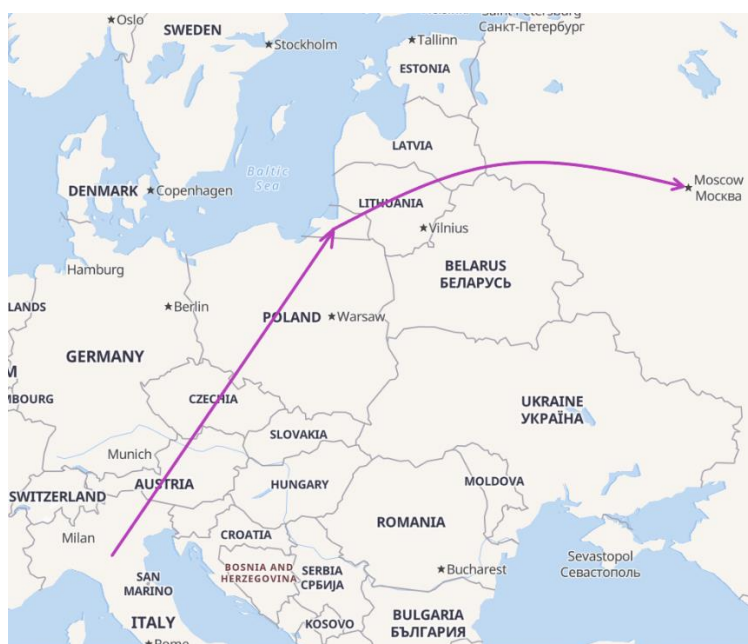 Oslo
SWEDEN
Stockholm
Санкт-Петербург
Tallinn
ESTONIA
LATVIA
Baltic
Sea
Moscow
Москва
DENMARK
Copenhagen
LITHUANIA
Vilnius
Hamburg
BELARUS
БЕЛАРУСЬ
LANDS
Berlin
POLAND
Warsaw
GERMANY
M
MBOURG
CZECHIA
UKRAINE
УКРАЇНА
SLOVAKIA
Munich
SWITZERLAND
AUSTRIA
HUNGARY
MOLDOVA
Milan
CROATIA
ROMANIA
BOSNIA AND
HERZEGOVINA
SERBIA
СРБИЈА
Bucharest
Sevastopol
Севастополь
SAN
MARINO
ITALY
KOSOVO
BULGARIA
БЪЛГАРИЯ
Rome